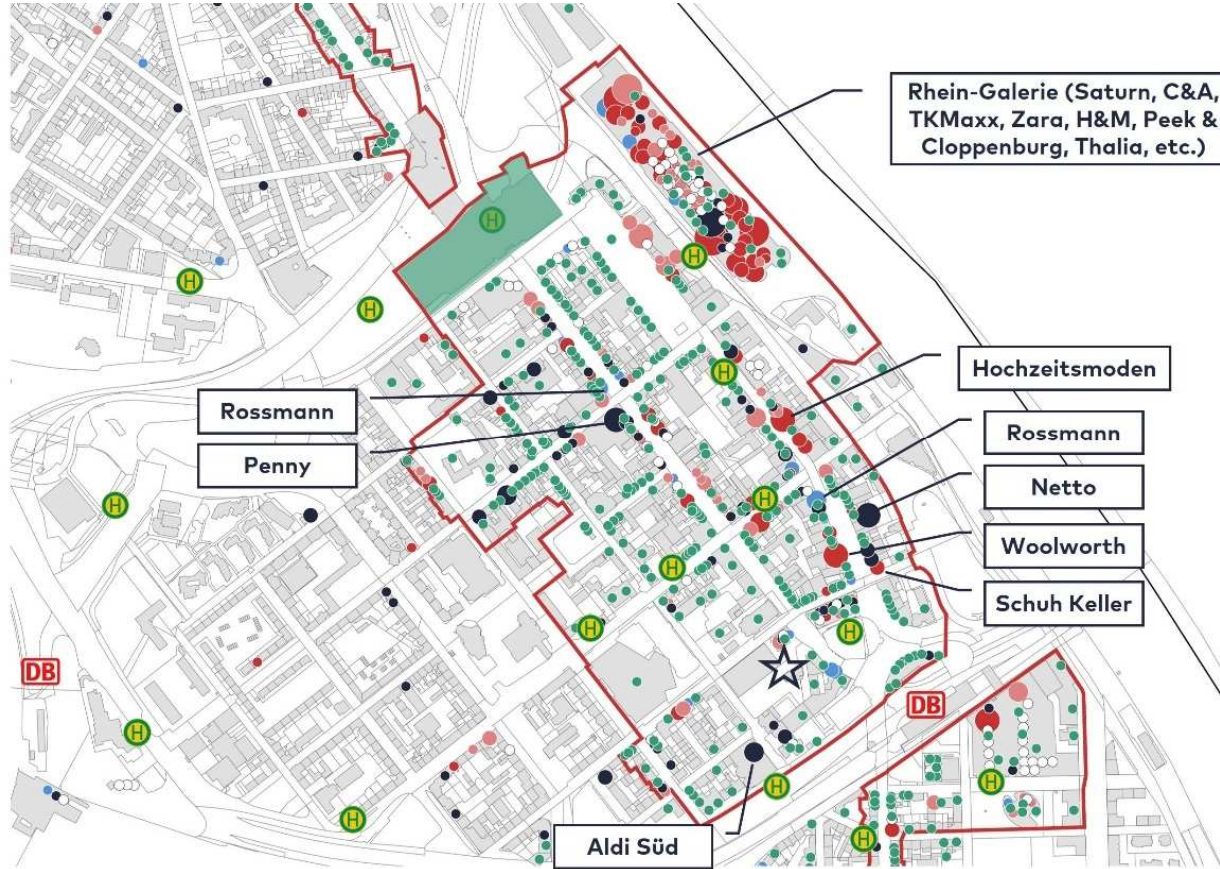 Rhein-Galerie (Saturn, C&A,
TKMaxx, Zara, H&M, Peek &
Cloppenburg, Thalia, etc.)
H
H
H
H
Hochzeitsmoden
H
Rossmann
Rossmann
Penny
Netto
H
H
Woolworth
H
Schuh Keller
H
H
DB
DB
H
H
H
H
H
Aldi Süd